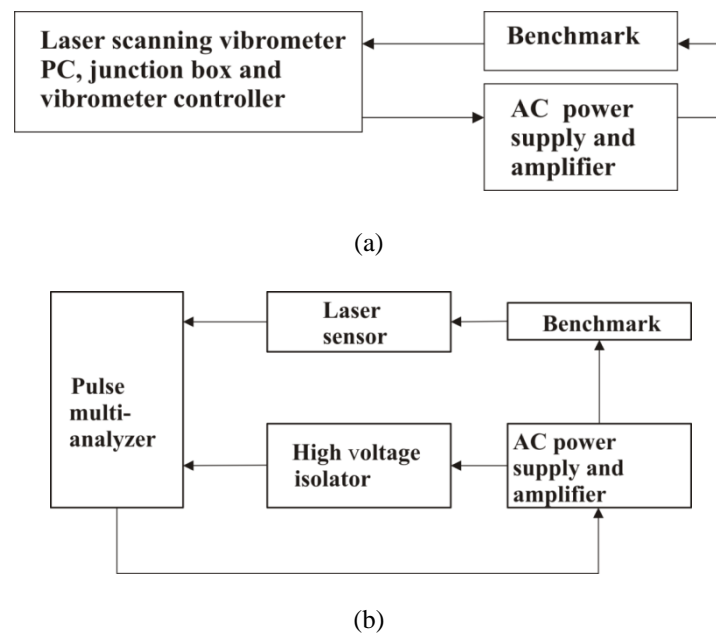 Laser scanning vibrometer
PC, junction box and
vibrometer controller
Benchmark
AC power
supply and
amplifier
(a)
Pulse
multi-
analyzer
Laser
sensor
Benchmark
High voltage
isolator
AC power
supply and
amplifier
(b)